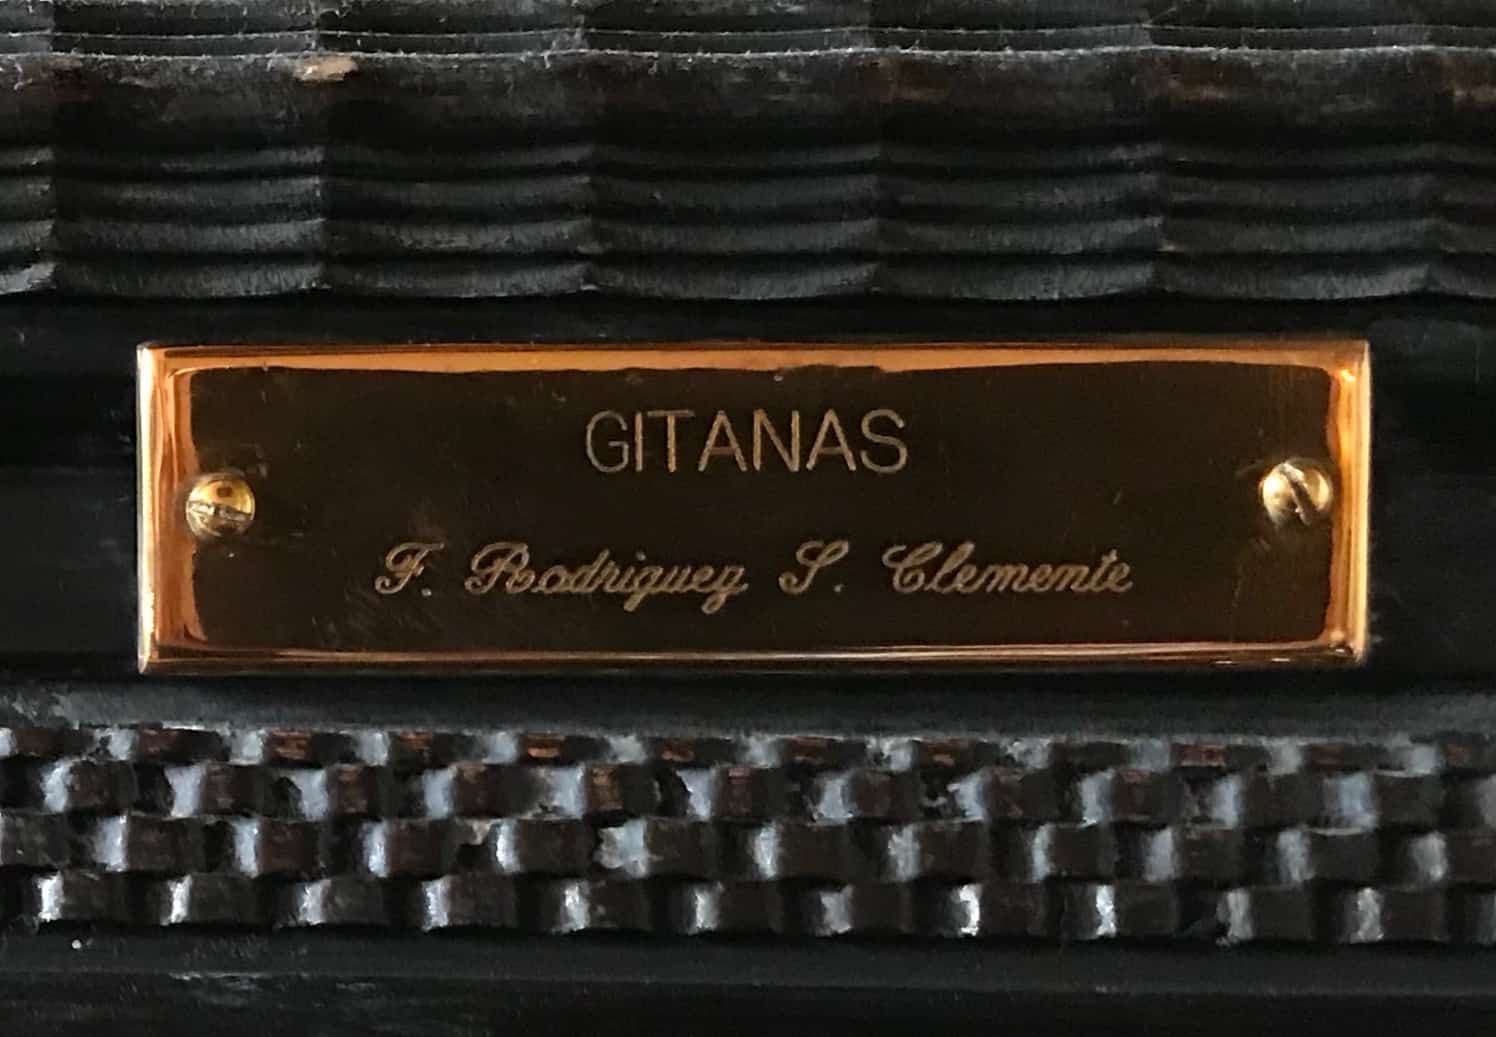 GITANAS
F. Rodriguez S. Clemente